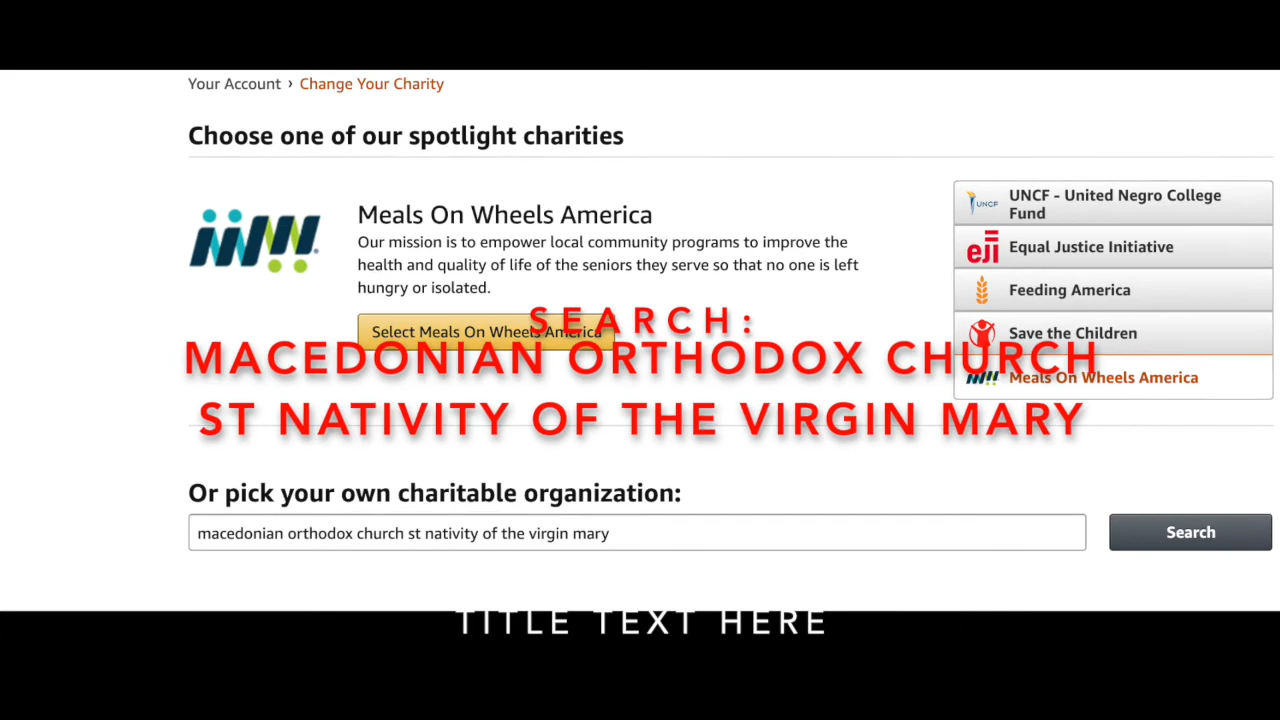 Your Account › Change Your Charity
Choose one of our spotlight charities
Meals On Wheels America
Our mission is to empower local community programs to improve the
health and quality of life of the seniors they serve so that no one is left
hungry or isolated.
Select Meals On Wheels America
UNCF
UNCF - United Negro College
Fund
eji
Equal Justice Initiative
Feeding America
Save the Children
Meals On Wheels America
SEARCH:
MACEDONIAN ORTHODOX CHURCH
ST NATIVITY OF THE VIRGIN MARY
Or pick your own charitable organization:
macedonian orthodox church st nativity of the virgin mary
Search
TITLE TEXT HERE